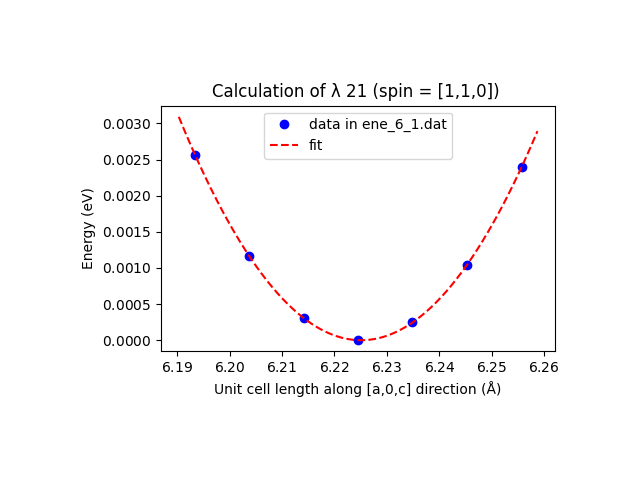 Calculation of λ 21 (spin = [1,1,0])
data in ene_6_1.dat
fit
Energy (eV)
0.0030
0.0025
0.0020
0.0015
0.0010
0.0005
0.0000
6.19 6.20 6.21 6.22 6.23 6.24 6.25 6.26
Unit cell length along [a,0,c] direction (Å)